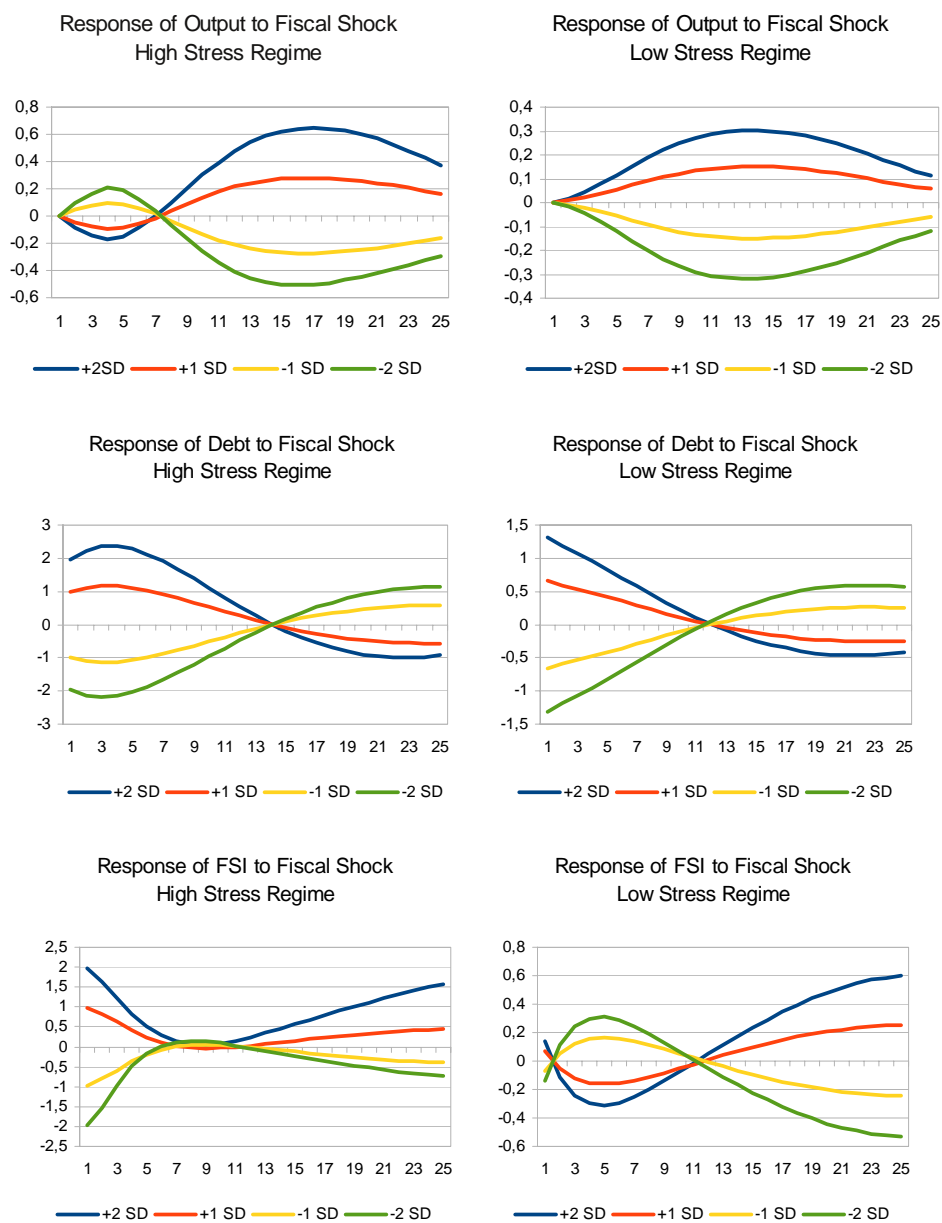 Response of Output to Fiscal Shock
High Stress Regime
0,8
0,6
0,4
0,2
0
-0,2
-0,4
-0,6
1 3 5 7 9 11 13 15 17 19 21 23 25
+2SD +1 SD -1 SD -2 SD
Response of Output to Fiscal Shock
Low Stress Regime
0,4
0,3
0,2
0,1
0
-0,1
-0,2
-0,3
-0,4
1 3 5 7 9 11 13 15 17 19 21 23 25
+2SD +1 SD -1 SD -2 SD
Response of Debt to Fiscal Shock
High Stress Regime
3
2
1
0
-1
-2
-3
1 3 5 7 9 11 13 15 17 19 21 23 25
+2 SD +1 SD -1 SD -2 SD
Response of Debt to Fiscal Shock
Low Stress Regime
1,5
1
0,5
0
-0,5
-1
-1,5
1 3 5 7 9 11 13 15 17 19 21 23 25
+2 SD +1 SD -1 SD -2 SD
Response of FSI to Fiscal Shock
High Stress Regime
2,5
2
1,5
1
0,5
0
-0,5
-1
-1,5
-2
-2,5
1 3 5 7 9 11 13 15 17 19 21 23 25
+2 SD +1 SD -1 SD -2 SD
Response of FSI to Fiscal Shock
Low Stress Regime
0,8
0,6
0,4
0,2
0
-0,2
-0,4
-0,6
1 3 5 7 9 11 13 15 17 19 21 23 25
+2 SD +1 SD -1 SD -2 SD